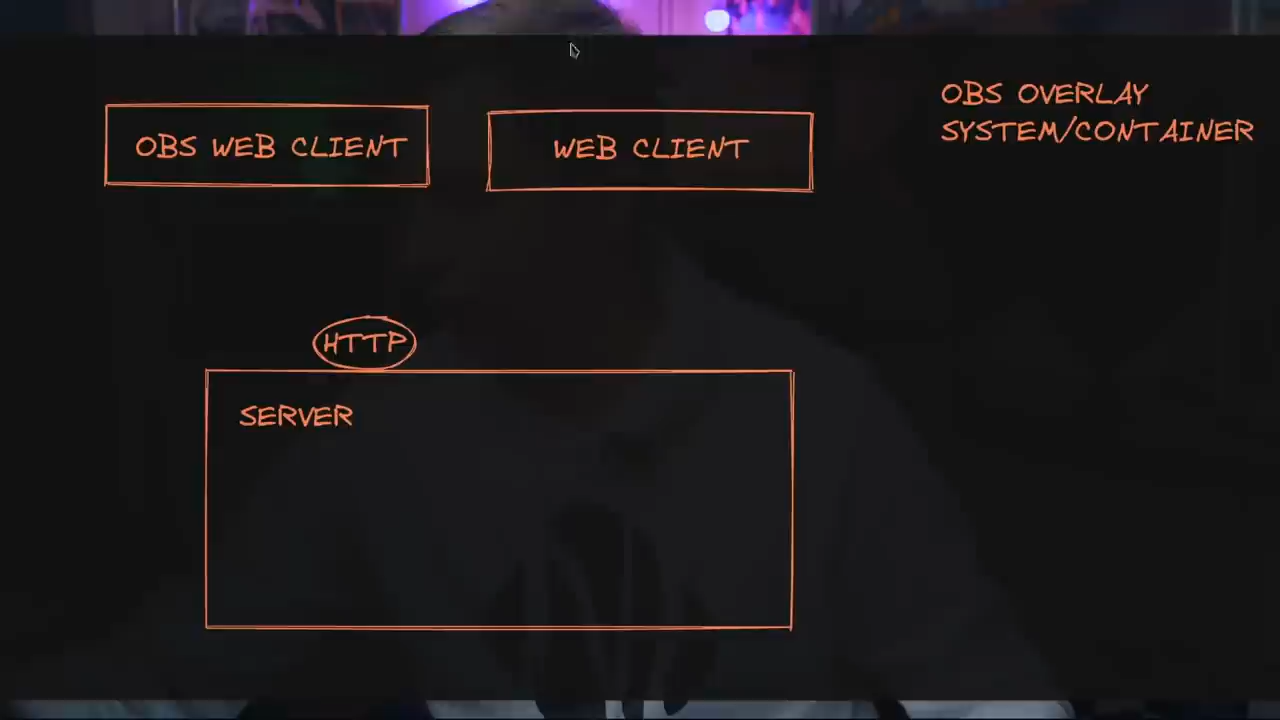 OBS WEB CLIENT
WEB CLIENT
OBS OVERLAY
SYSTEM/CONTAINER
HTTP
SERVER